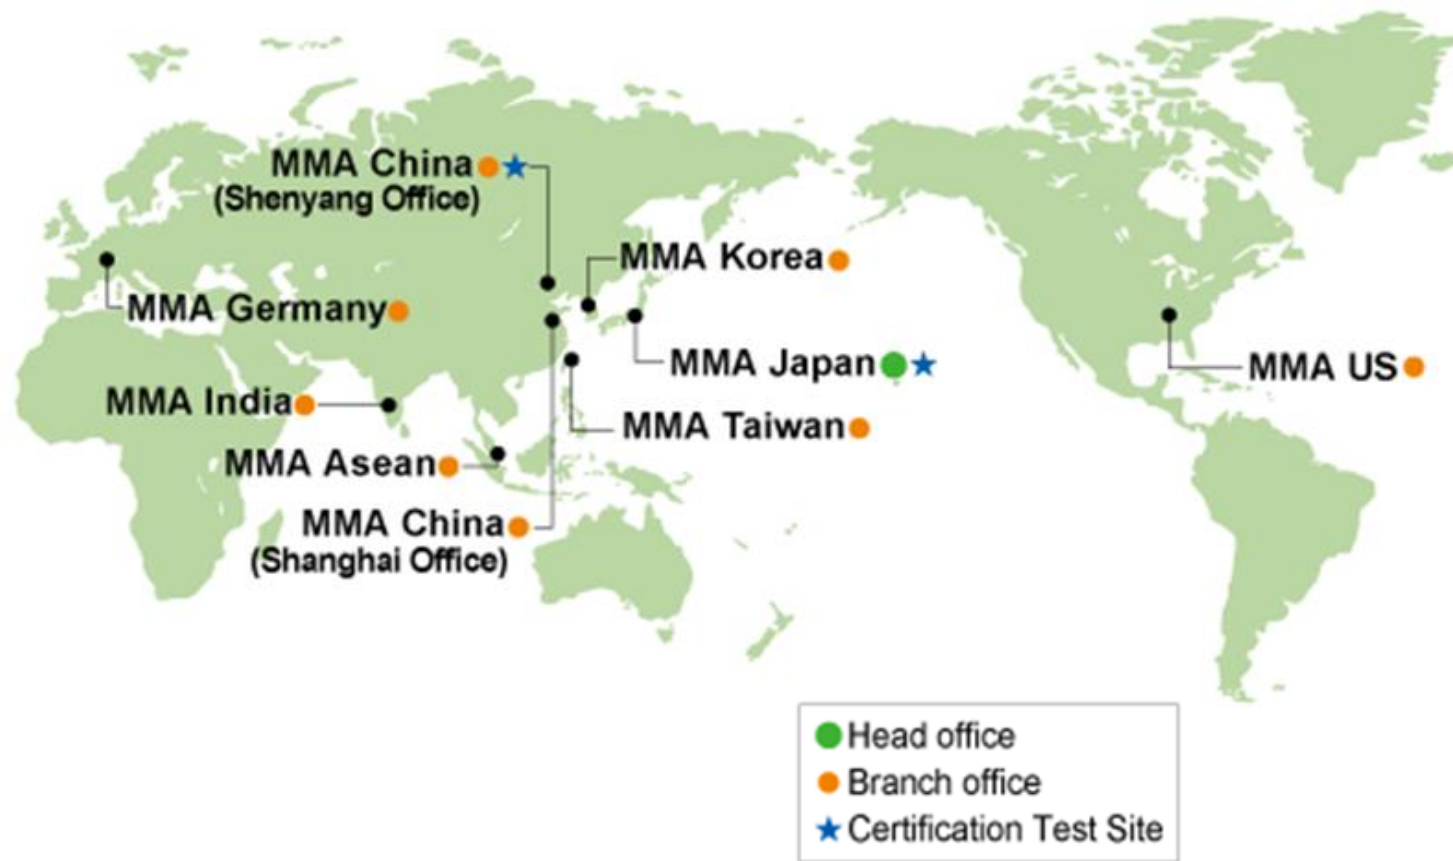 MMA China
(Shenyang Office)
MMA Korea
MMA Germany
MMA Japan
MMA US
MMA India
MMA Taiwan
MMA Asean
MMA China
(Shanghai Office)
Head office
Branch office
Certification Test Site